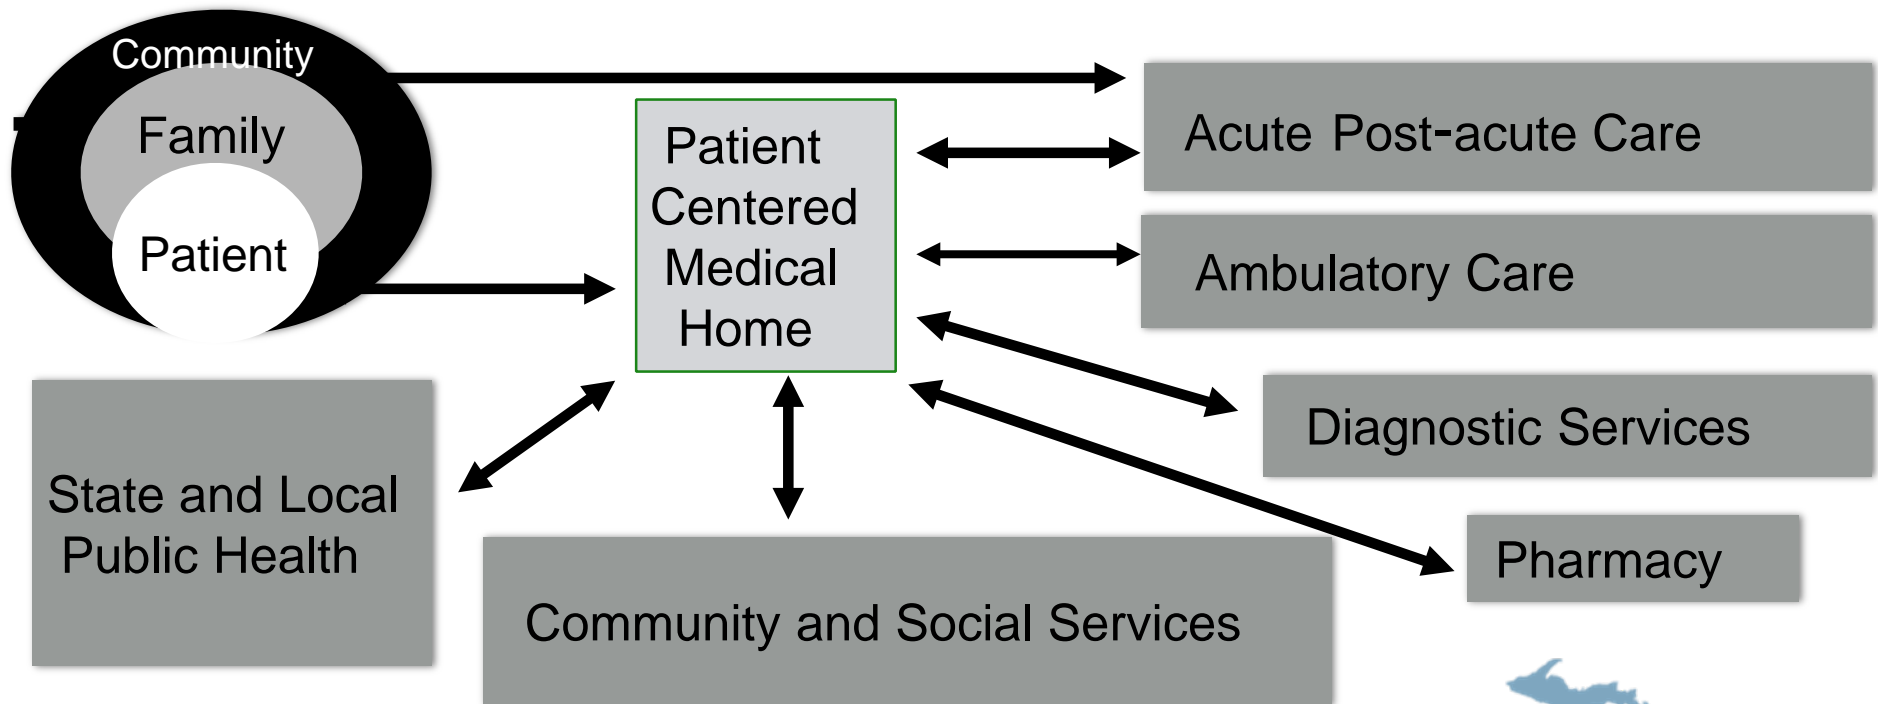 Community
Family
Patient
Patient
Centered
Medical
Home
Acute Post-acute Care
Ambulatory Care
Diagnostic Services
Pharmacy
State and Local
Public Health
Community and Social Services